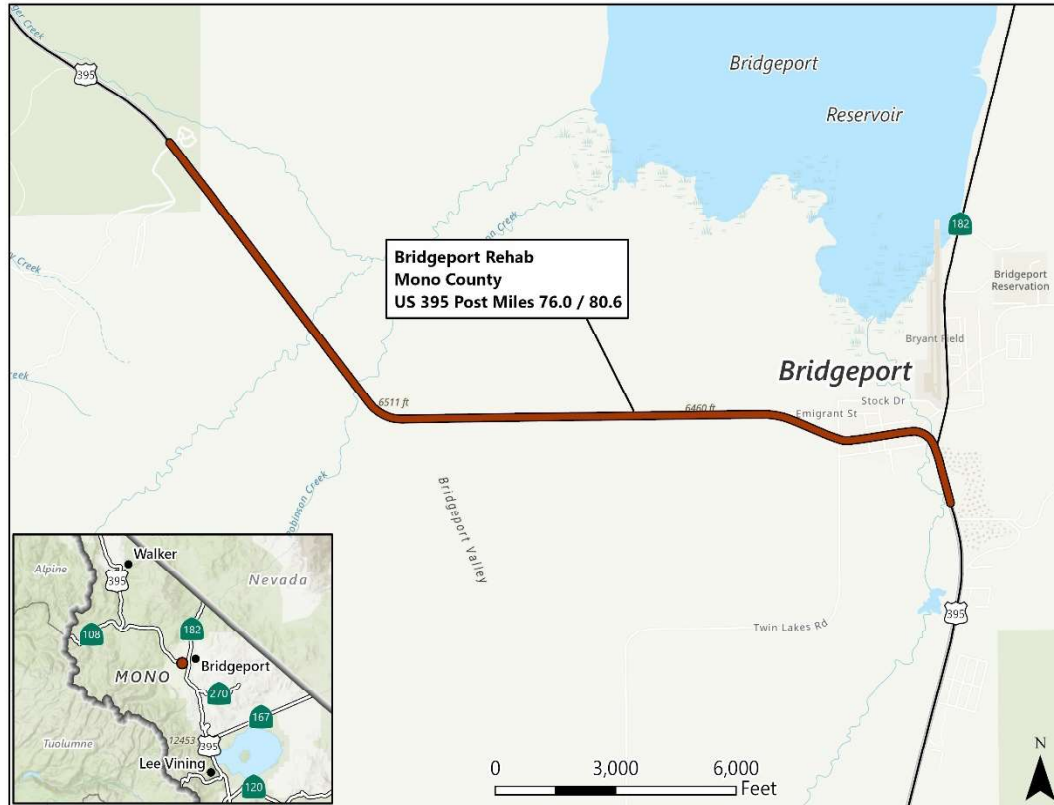 395
Bridgeport
Reservoir
182
Bridgeport Rehab
Mono County
US 395 Post Miles 76.0 / 80.6
Bridgeport
Reservation
Bryant Field
Bridgeport
Stock Dr
Emigrant St
6511 ft
6460 ft
Creek
Creek
Creek
Robinson Creek
Bridgeport Valley
Twin Lakes Rd
395
Walker
Alpine
395
Nevada
108
182
MONO
Bridgeport
270
167
12453
395
Tuolumne
Lee Vining
120
0 3,000 6,000
Feet
N